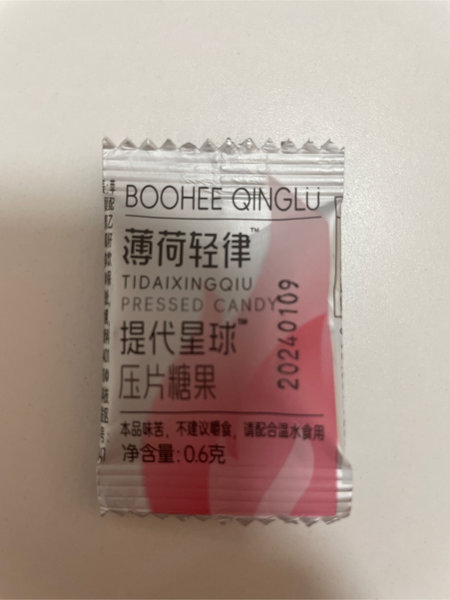 BOOHEE QINGLÜ
薄荷轻律™
TIDAIXINGQIU
PRESSED CANDY
提代星球™
压片糖果
20240109
本品味苦，不建议嚼食，请配合温水食用
净含量：0.6克